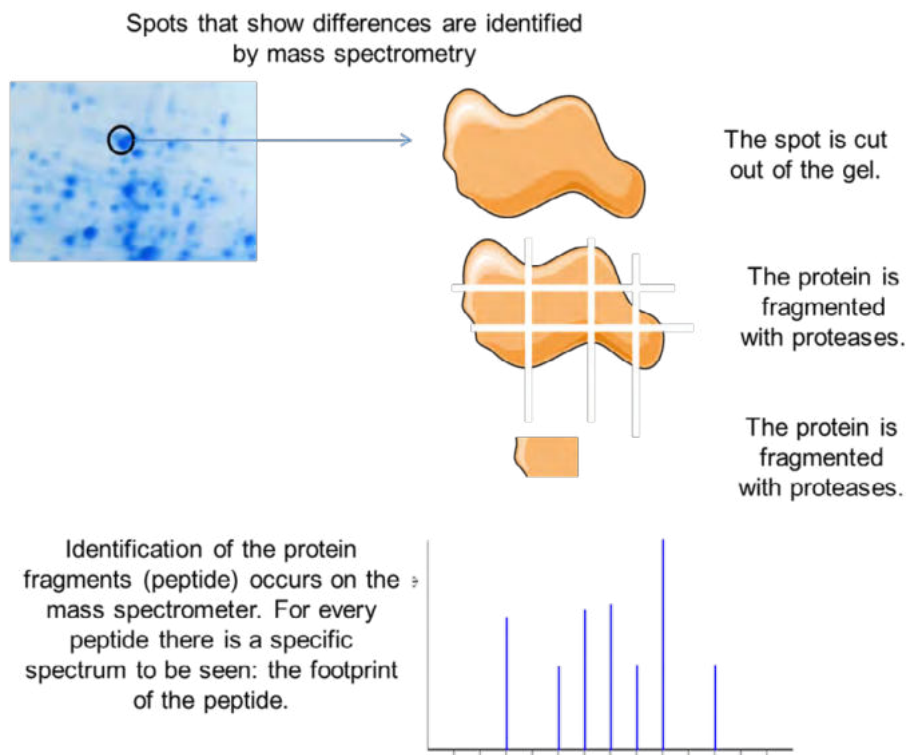 Spots that show differences are identified
by mass spectrometry
The spot is cut
out of the gel.
The protein is
fragmented
with proteases.
The protein is
fragmented
with proteases.
Identification of the protein
fragments (peptide) occurs on the
mass spectrometer. For every
peptide there is a specific
spectrum to be seen: the footprint
of the peptide.